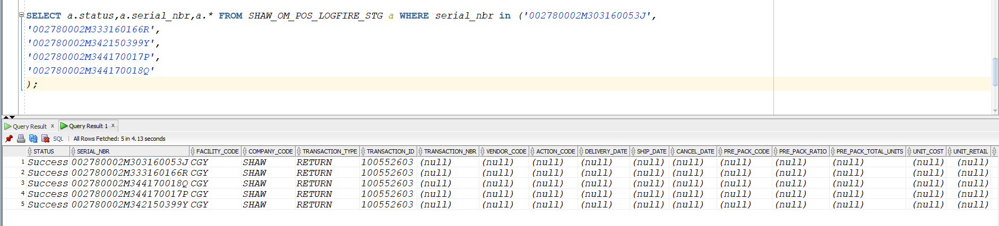 SELECT a.status,a.serial_nbr,a.* FROM SHAW_OM_POS_LOGFIRE_STG a WHERE serial_nbr in ('002780002M303160053J',
'002780002M333160166R',
'002780002M342150399Y',
'002780002M344170017P',
'002780002M344170018Q'
);
Query Result x Query Result 1 x
SQL | All Rows Fetched: 5 in 4.13 seconds
STATUS SERIAL_NBR FACILITY_CODE COMPANY_CODE TRANSACTION_TYPE TRANSACTION_ID TRANSACTION_NBR VENDOR_CODE ACTION_CODE DELIVERY_DATE SHIP_DATE CANCEL_DATE PRE_PACK_CODE PRE_PACK_RATIO PRE_PACK_TOTAL_UNITS UNIT_COST UNIT_RETAIL
1 Success 002780002M303160053J CGY SHAW RETURN 100552603 (null) (null) (null) (null) (null) (null) (null) (null) (null) (null) (null)
2 Success 002780002M333160166R CGY SHAW RETURN 100552603 (null) (null) (null) (null) (null) (null) (null) (null) (null) (null) (null)
3 Success 002780002M344170018Q CGY SHAW RETURN 100552603 (null) (null) (null) (null) (null) (null) (null) (null) (null) (null) (null)
4 Success 002780002M344170017P CGY SHAW RETURN 100552603 (null) (null) (null) (null) (null) (null) (null) (null) (null) (null) (null)
5 Success 002780002M342150399Y CGY SHAW RETURN 100552603 (null) (null) (null) (null) (null) (null) (null) (null) (null) (null) (null)